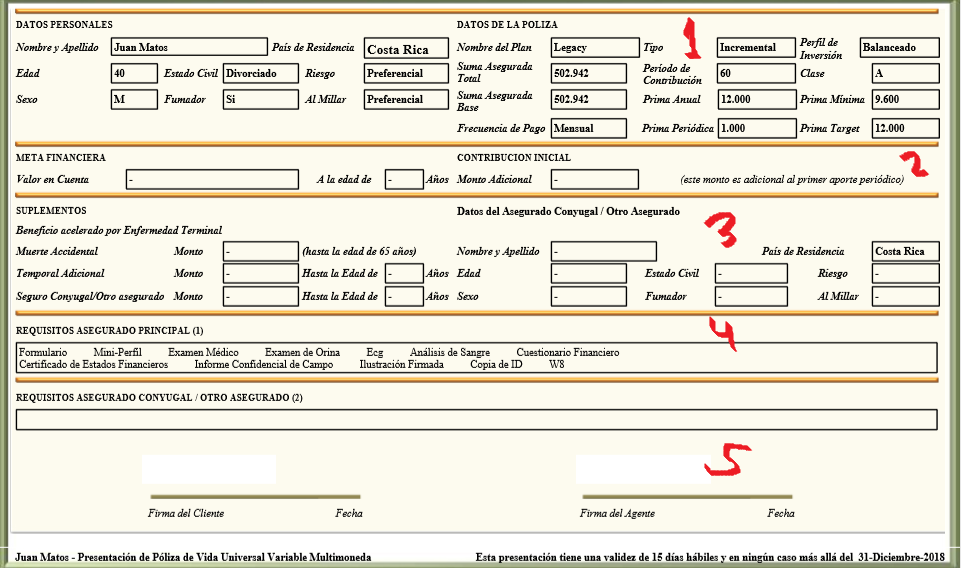 DATOS PERSONALES DATOS DE LA POLIZA 1
Nombre y Apellido Juan Matos País de Residencia Costa Rica Nombre del Plan Legacy Tipo Incremental Perfil de Inversión Balanceado
Edad 40 Estado Civil Divorciado Riesgo Preferencial Suma Asegurada Total 502.942 Período de Contribución 60 Clase A
Sexo M Fumador Si Al Millar Preferencial Suma Asegurada Base 502.942 Prima Anual 12.000 Prima Mínima 9.600
Frecuencia de Pago Mensual Prima Periódica 1.000 Prima Target 12.000
META FINANCIERA CONTRIBUCION INICIAL 2
Valor en Cuenta - A la edad de - Años Monto Adicional - (este monto es adicional al primer aporte periódico)
SUPLEMENTOS Datos del Asegurado Conyugal / Otro Asegurado 3
Beneficio acelerado por Enfermedad Terminal
Muerte Accidental Monto - (hasta la edad de 65 años) Nombre y Apellido - País de Residencia Costa Rica
Temporal Adicional Monto - Hasta la Edad de - Años Edad - Estado Civil - Riesgo -
Seguro Conyugal/Otro asegurado Monto - Hasta la Edad de - Años Sexo - Fumador - Al Millar -
REQUISITOS ASEGURADO PRINCIPAL (1) 4
Formulario Mini-Perfil Examen Médico Examen de Orina Ecg Análisis de Sangre Cuestionario Financiero
Certificado de Estados Financieros Informe Confidencial de Campo Ilustración Firmada Copia de ID W8
REQUISITOS ASEGURADO CONYUGAL / OTRO ASEGURADO (2)
5
Firma del Cliente Fecha Firma del Agente Fecha
Juan Matos - Presentación de Póliza de Vida Universal Variable Multimoneda Esta presentación tiene una validez de 15 días hábiles y en ningún caso más allá del 31-Diciembre-2018